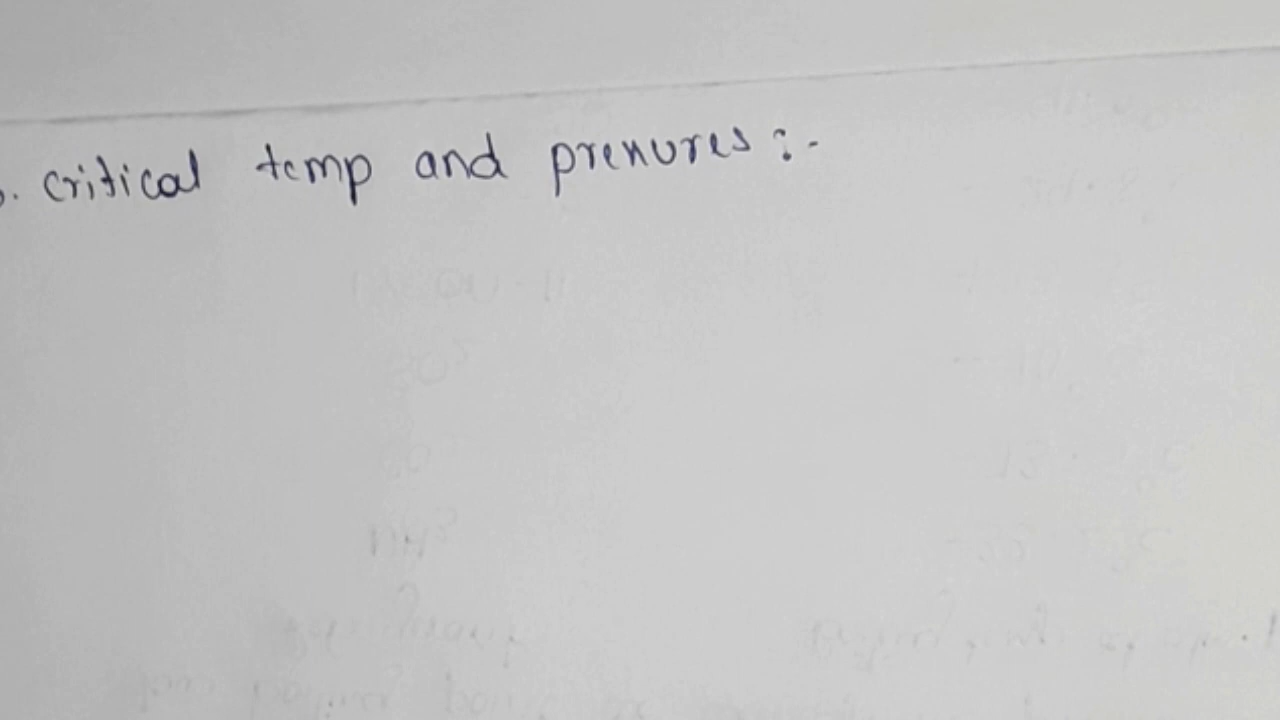 . critical temp and prenures :-